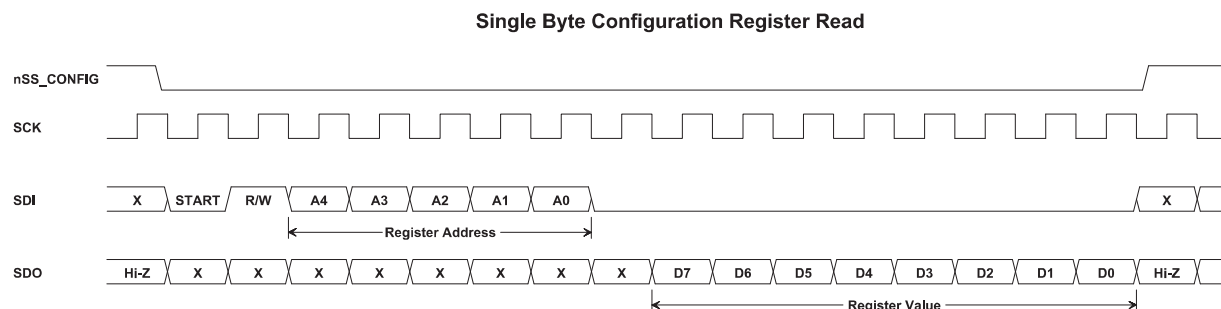 Single Byte Configuration Register Read
nSS_CONFIG
SCK
SDI X START R/W A4 A3 A2 A1 A0 X
Register Address
SDO Hi-Z X X X X X X X X D7 D6 D5 D4 D3 D2 D1 D0 Hi-Z
Register Value